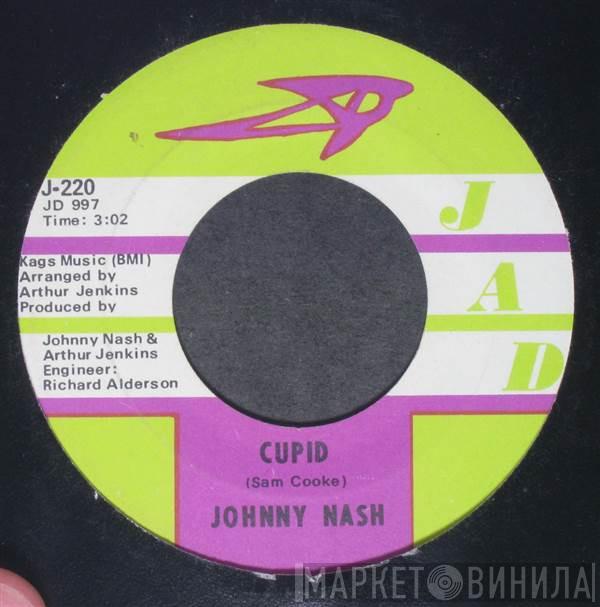 J-220
JD 997
Time: 3:02
Kags Music (BMI)
Arranged by
Arthur Jenkins
Produced by
Johnny Nash &
Arthur Jenkins
Engineer:
Richard Alderson
J
A
D
CUPID
(Sam Cooke)
JOHNNY NASH
МАРКЕТ ВИНИЛА